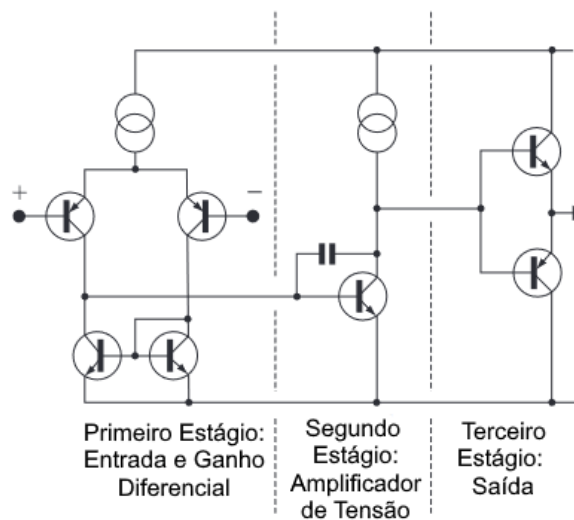 +
−
Primeiro Estágio:
Entrada e Ganho
Diferencial
Segundo
Estágio:
Amplificador
de Tensão
Terceiro
Estágio:
Saída